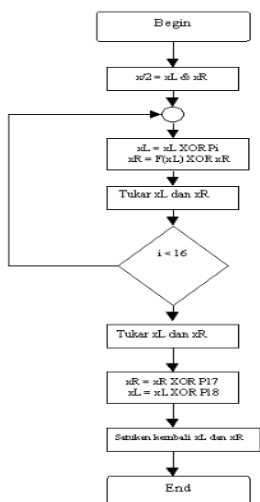 Begin
x/2 = xL & xR
xL = xL XOR Pi
xR = F(xL) XOR xR
Tukar xL dan xR
i < 16
Tukar xL dan xR
xR = xR XOR P17
xL = xL XOR P18
Satukan kembali xL dan xR
End